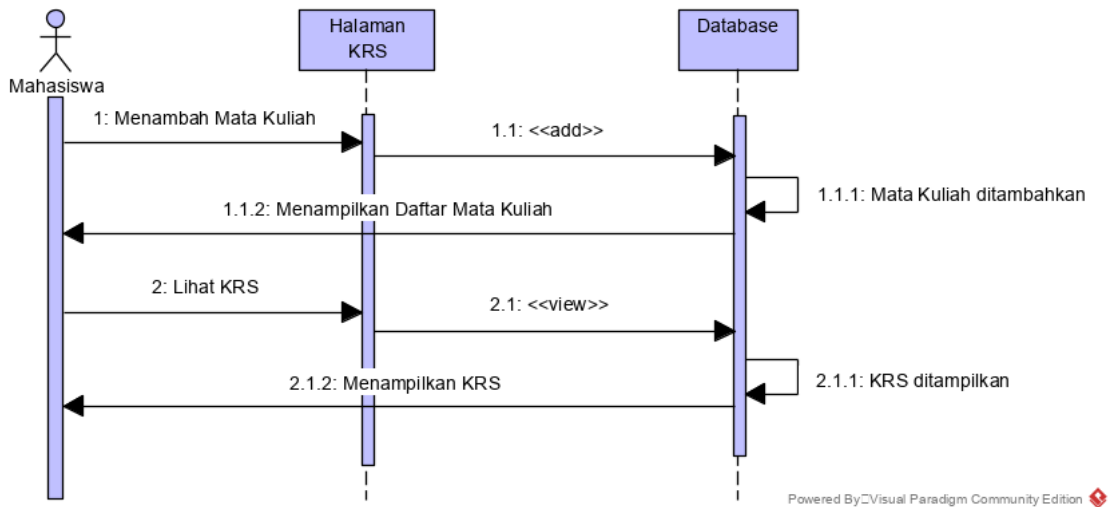 Halaman
KRS
Database
Mahasiswa
1: Menambah Mata Kuliah
1.1: <<add>>
1.1.1: Mata Kuliah ditambahkan
1.1.2: Menampilkan Daftar Mata Kuliah
2: Lihat KRS
2.1: <<view>>
2.1.1: KRS ditampilkan
2.1.2: Menampilkan KRS
Powered By Visual Paradigm Community Edition